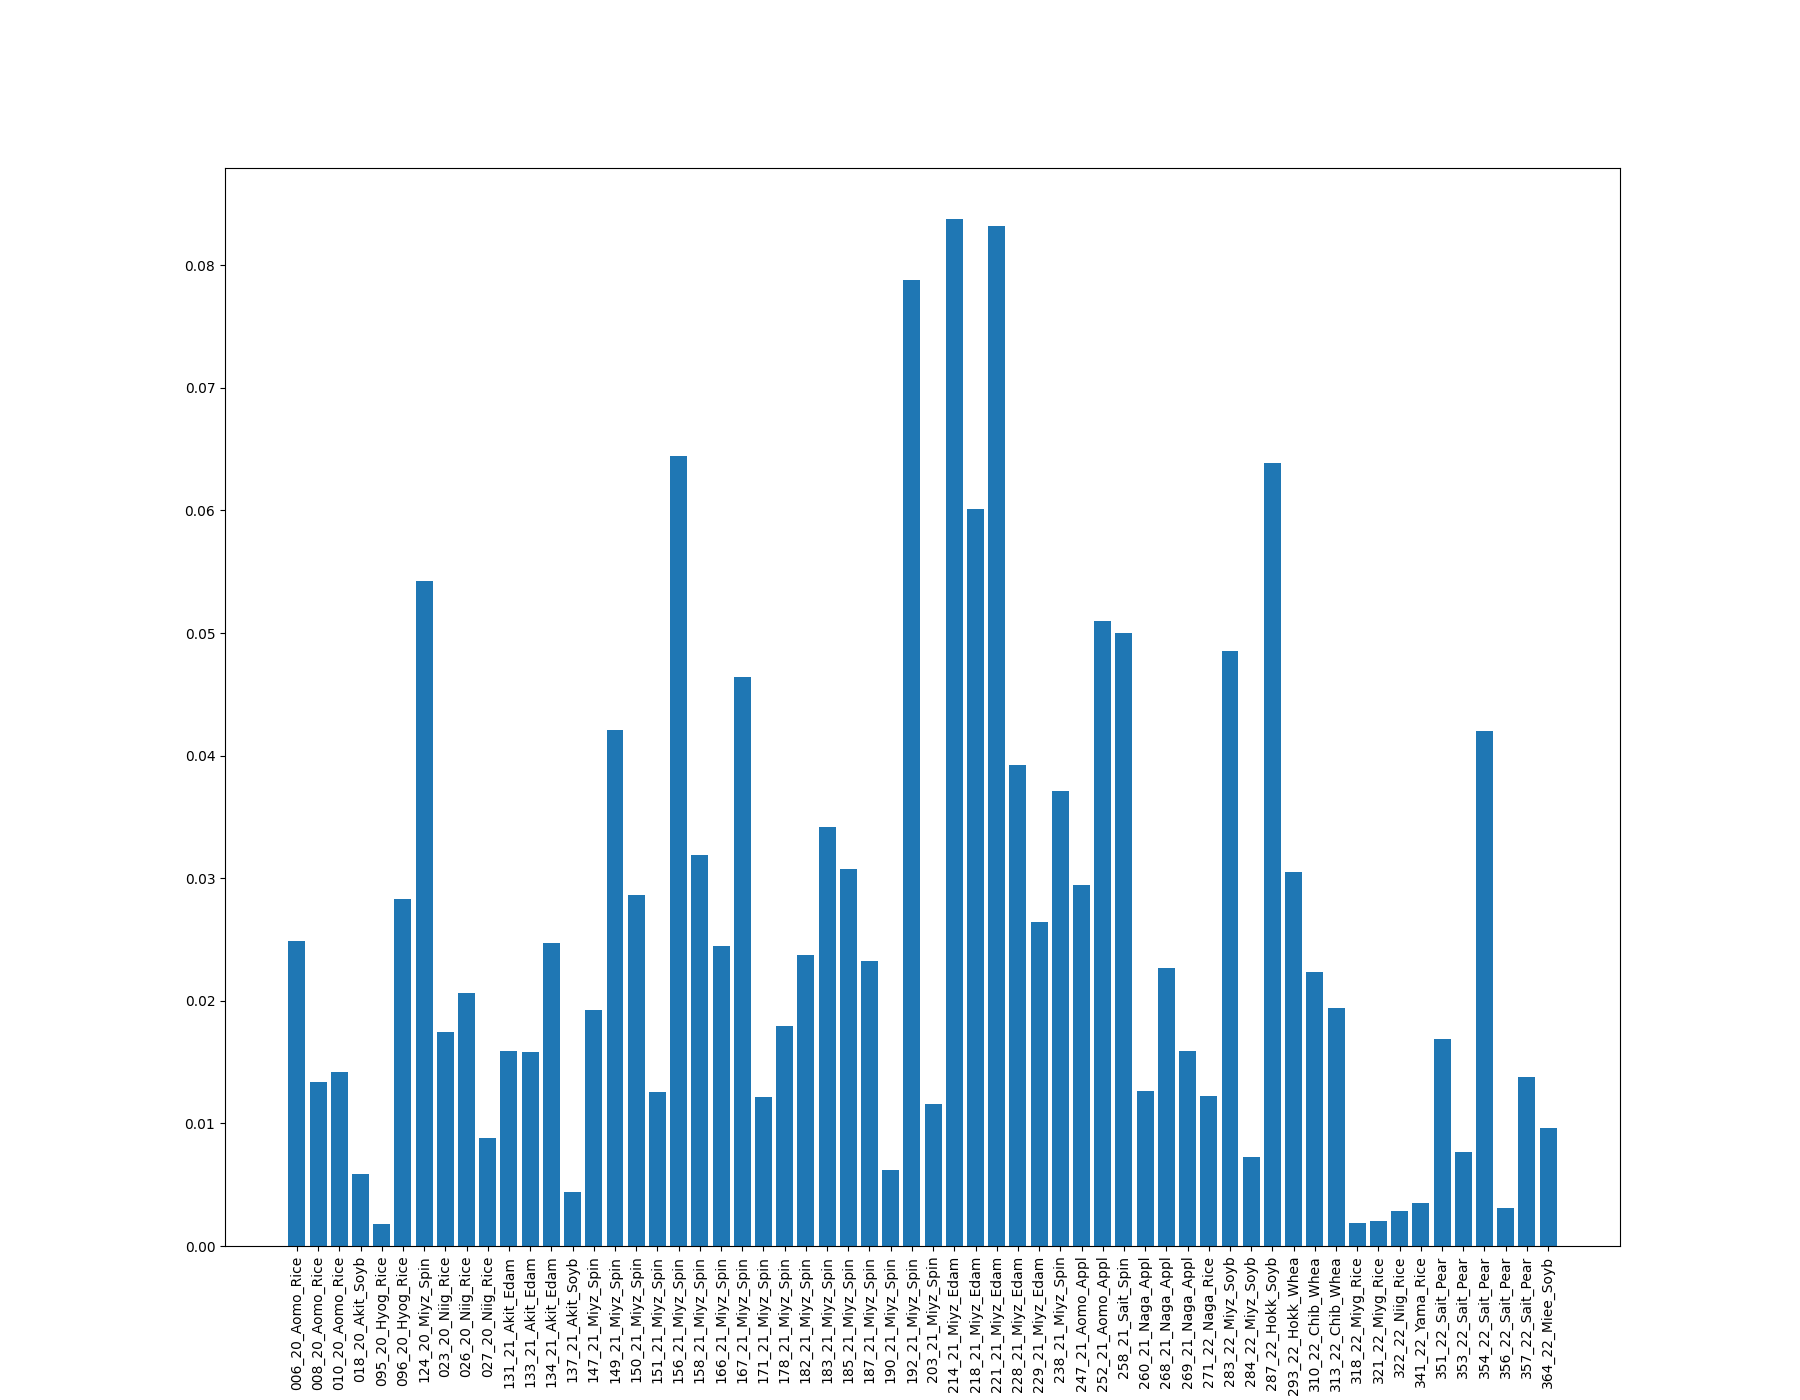 0.08
0.07
0.06
0.05
0.04
0.03
0.02
0.01
0.00
006_20_Aomo_Rice
008_20_Aomo_Rice
010_20_Aomo_Rice
018_20_Akit_Soyb
095_20_Hyog_Rice
096_20_Hyog_Rice
124_20_Miyz_Spin
023_20_Niig_Rice
026_20_Niig_Rice
027_20_Niig_Rice
131_21_Akit_Edam
133_21_Akit_Edam
134_21_Akit_Edam
137_21_Akit_Soyb
147_21_Miyz_Spin
149_21_Miyz_Spin
150_21_Miyz_Spin
151_21_Miyz_Spin
156_21_Miyz_Spin
158_21_Miyz_Spin
166_21_Miyz_Spin
167_21_Miyz_Spin
171_21_Miyz_Spin
178_21_Miyz_Spin
182_21_Miyz_Spin
183_21_Miyz_Spin
185_21_Miyz_Spin
187_21_Miyz_Spin
190_21_Miyz_Spin
192_21_Miyz_Spin
203_21_Miyz_Spin
214_21_Miyz_Edam
218_21_Miyz_Edam
221_21_Miyz_Edam
228_21_Miyz_Edam
229_21_Miyz_Edam
238_21_Miyz_Spin
247_21_Aomo_Appl
252_21_Aomo_Appl
258_21_Sait_Spin
260_21_Naga_Appl
268_21_Naga_Appl
269_21_Naga_Appl
271_22_Naga_Rice
283_22_Miyz_Soyb
284_22_Miyz_Soyb
287_22_Hokk_Soyb
293_22_Hokk_Whea
310_22_Chib_Whea
313_22_Chib_Whea
318_22_Miyg_Rice
321_22_Miyg_Rice
322_22_Niig_Rice
341_22_Yama_Rice
351_22_Sait_Pear
353_22_Sait_Pear
354_22_Sait_Pear
356_22_Sait_Pear
357_22_Sait_Pear
364_22_Miee_Soyb